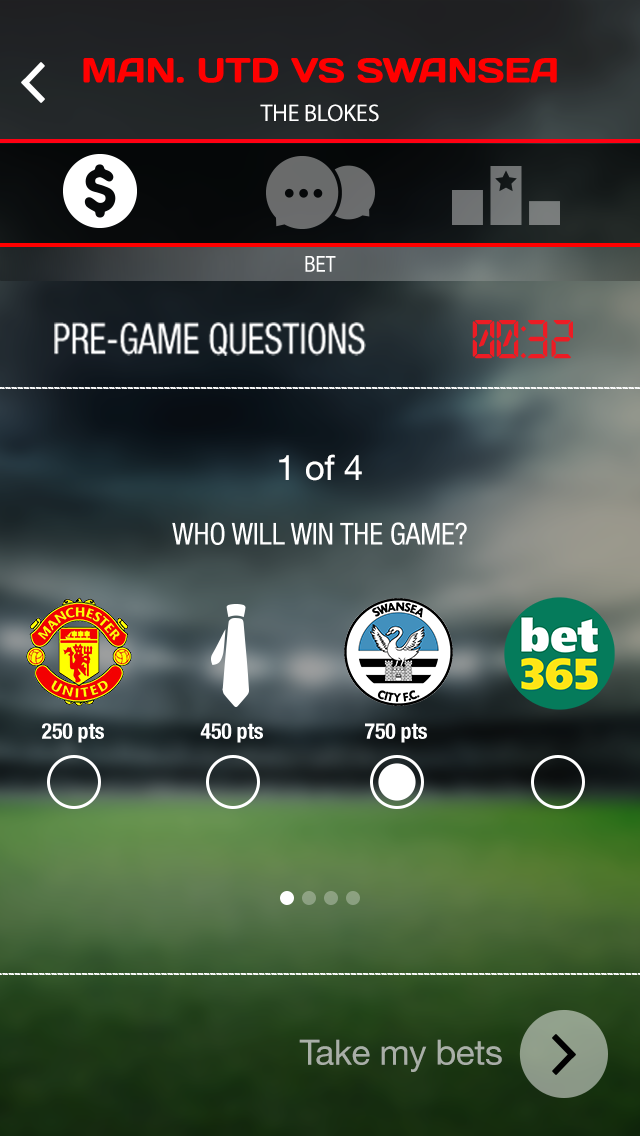 MAN. UTD VS SWANSEA
THE BLOKES
$
BET
PRE-GAME QUESTIONS 00:32
1 of 4
WHO WILL WIN THE GAME?
MANCHESTER
UNITED
SWANSEA
CITY F.C.
bet
365
250 pts 450 pts 750 pts
Take my bets